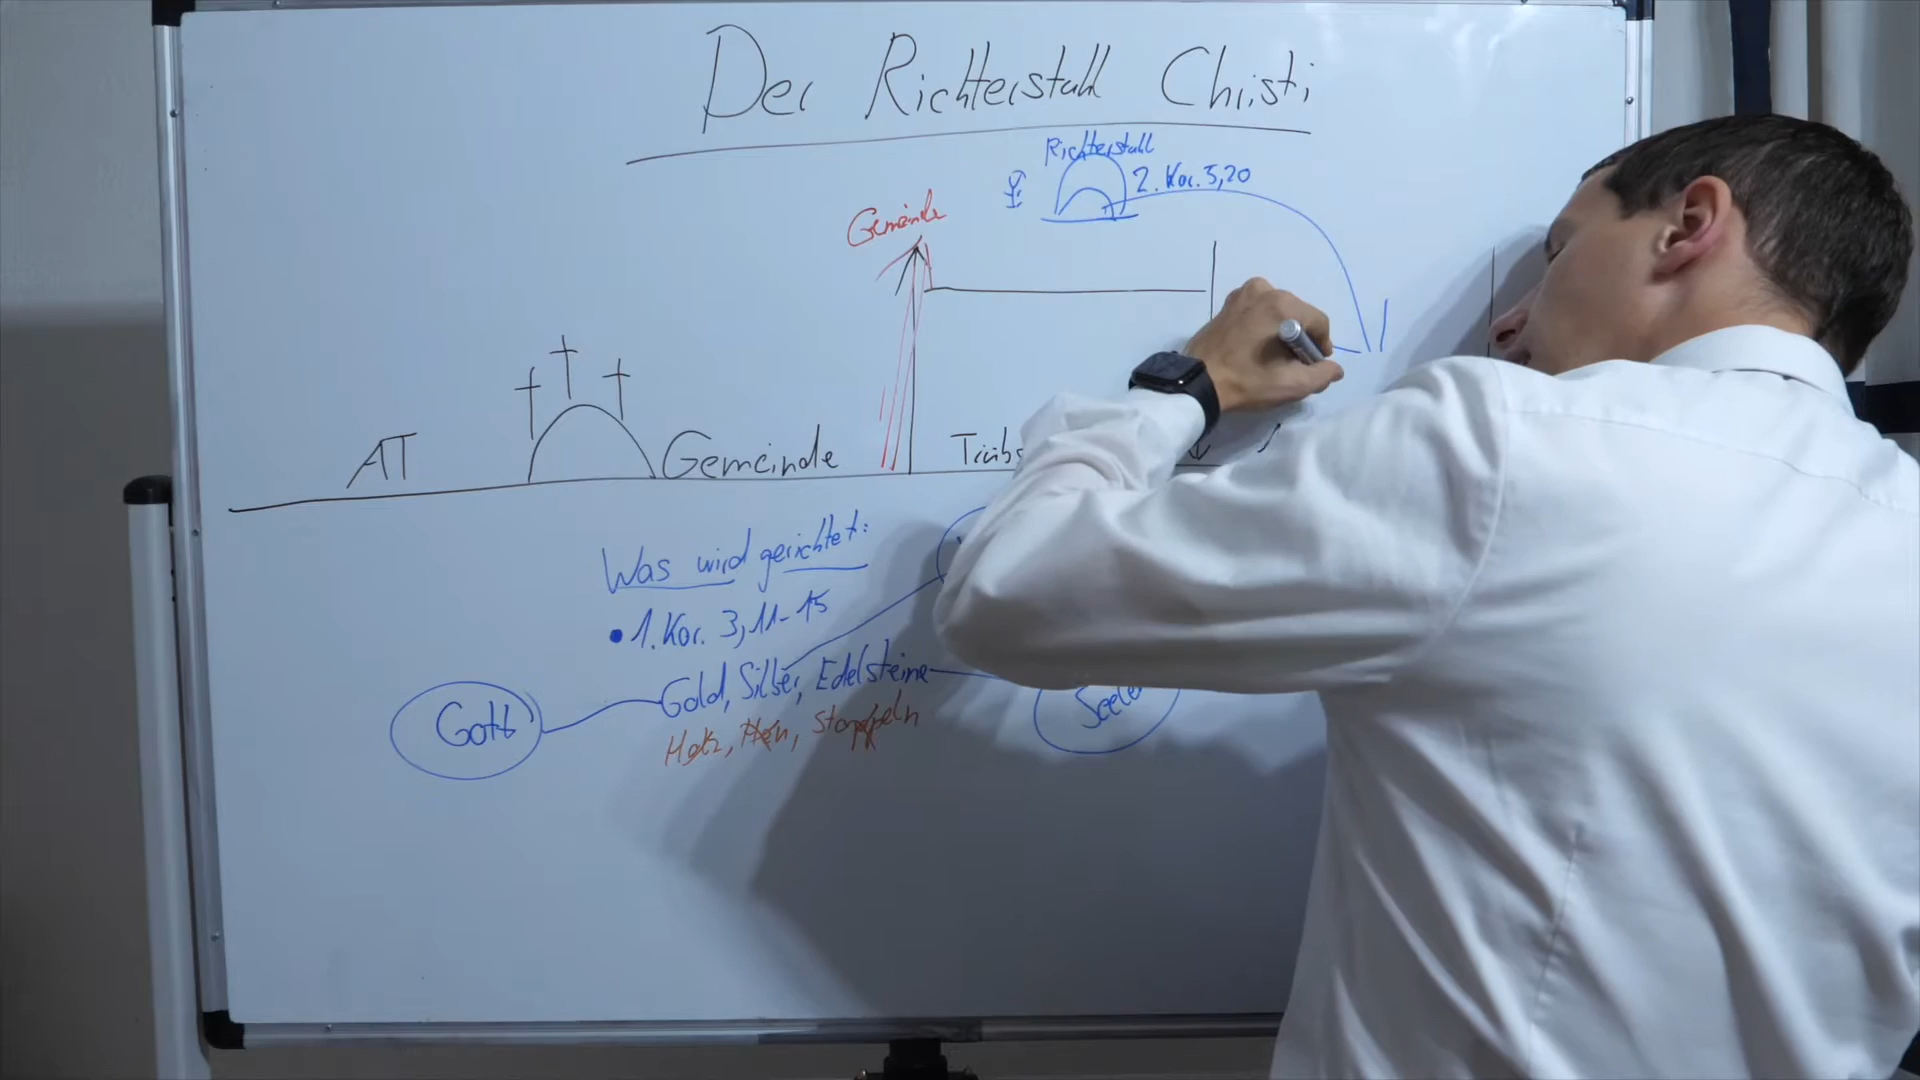 Der Richterstuhl Christi
Richterstuhl
2. Kor. 5,20
Gemeinde
AT
Gemeinde
Was wird gerichtet:
• 1. Kor. 3, 11-15
Gold, Silber, Edelsteine
Gott
Holz, Heu, Stoppeln